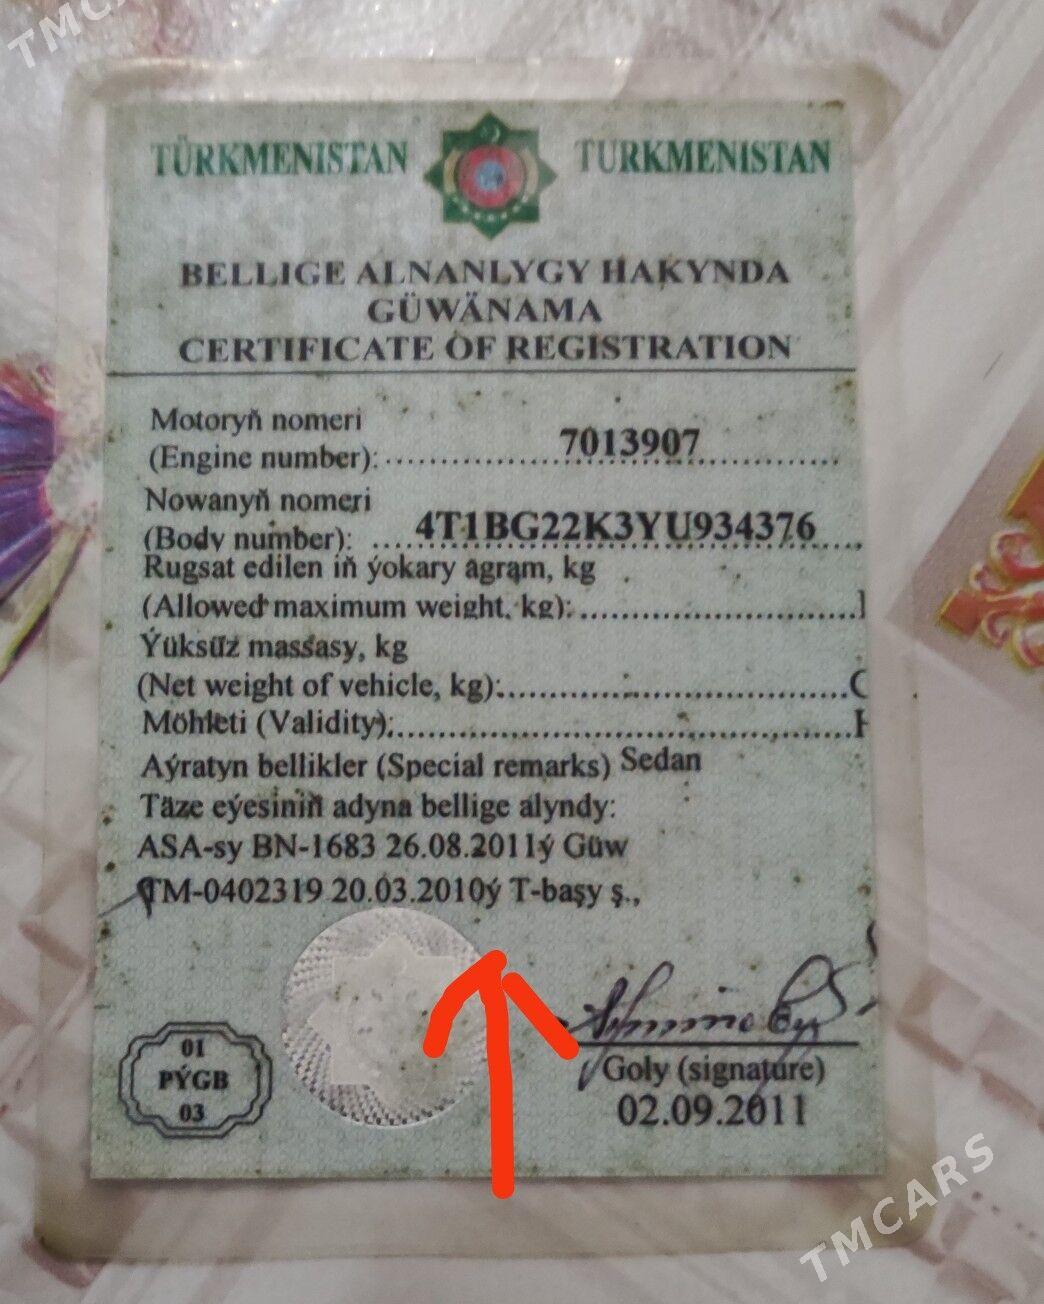 TMCARS
TÜRKMENISTAN TURKMENISTAN
BELLIGE ALNANLYGY HAKYNDA
GÜWÄNAMA
CERTIFICATE OF REGISTRATION
Motoryň nomeri
(Engine number): 7013907
Nowanyň nomeri
(Body number): 4T1BG22K3YU934376
Rugsat edilen iň ýokary agram, kg
(Allowed maximum weight, kg):
Ýüksüz massasy, kg
(Net weight of vehicle, kg):
Möhleti (Validity):
Aýratyn bellikler (Special remarks) Sedan
Täze eýesiniň adyna bellige alyndy:
ASA-sy BN-1683 26.08.2011ý Güw
TM-0402319 20.03.2010ý T-başy ş.,
01
PÝGB
03
Goly (signature)
02.09.2011
TMCARS